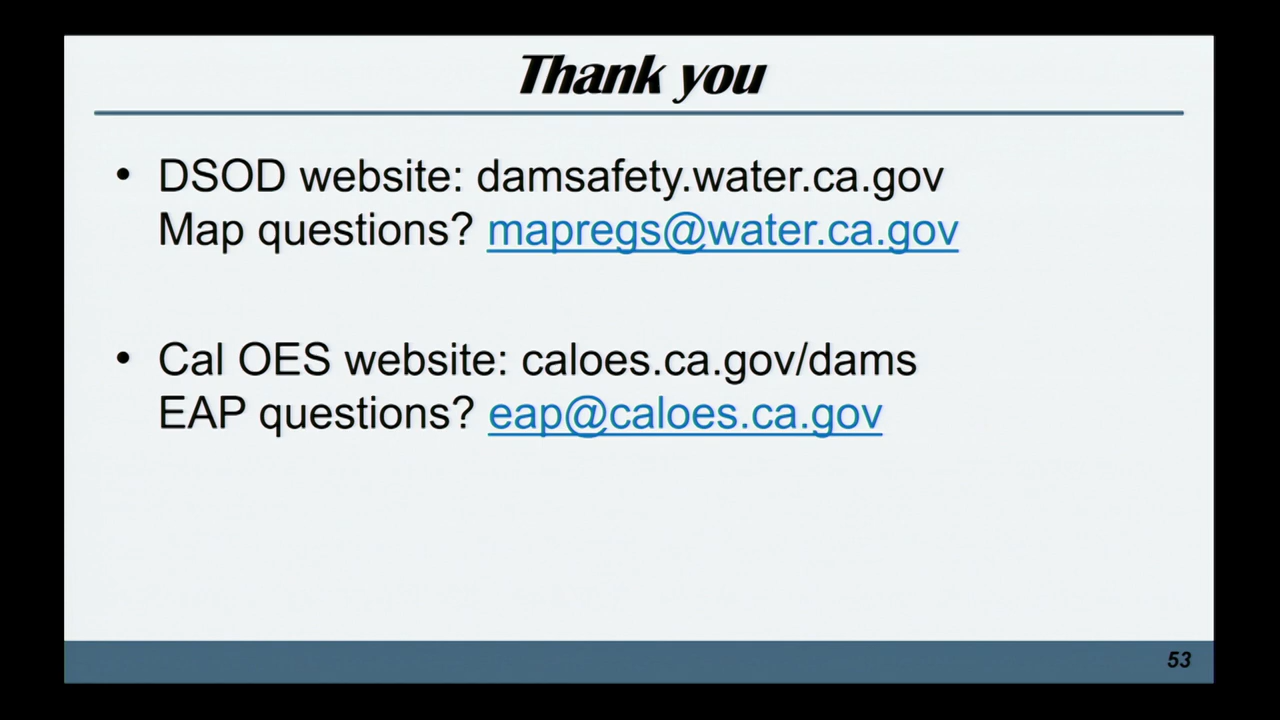 Thank you
• DSOD website: damsafety.water.ca.gov
Map questions? mapregs@water.ca.gov
• Cal OES website: caloes.ca.gov/dams
EAP questions? eap@caloes.ca.gov
53